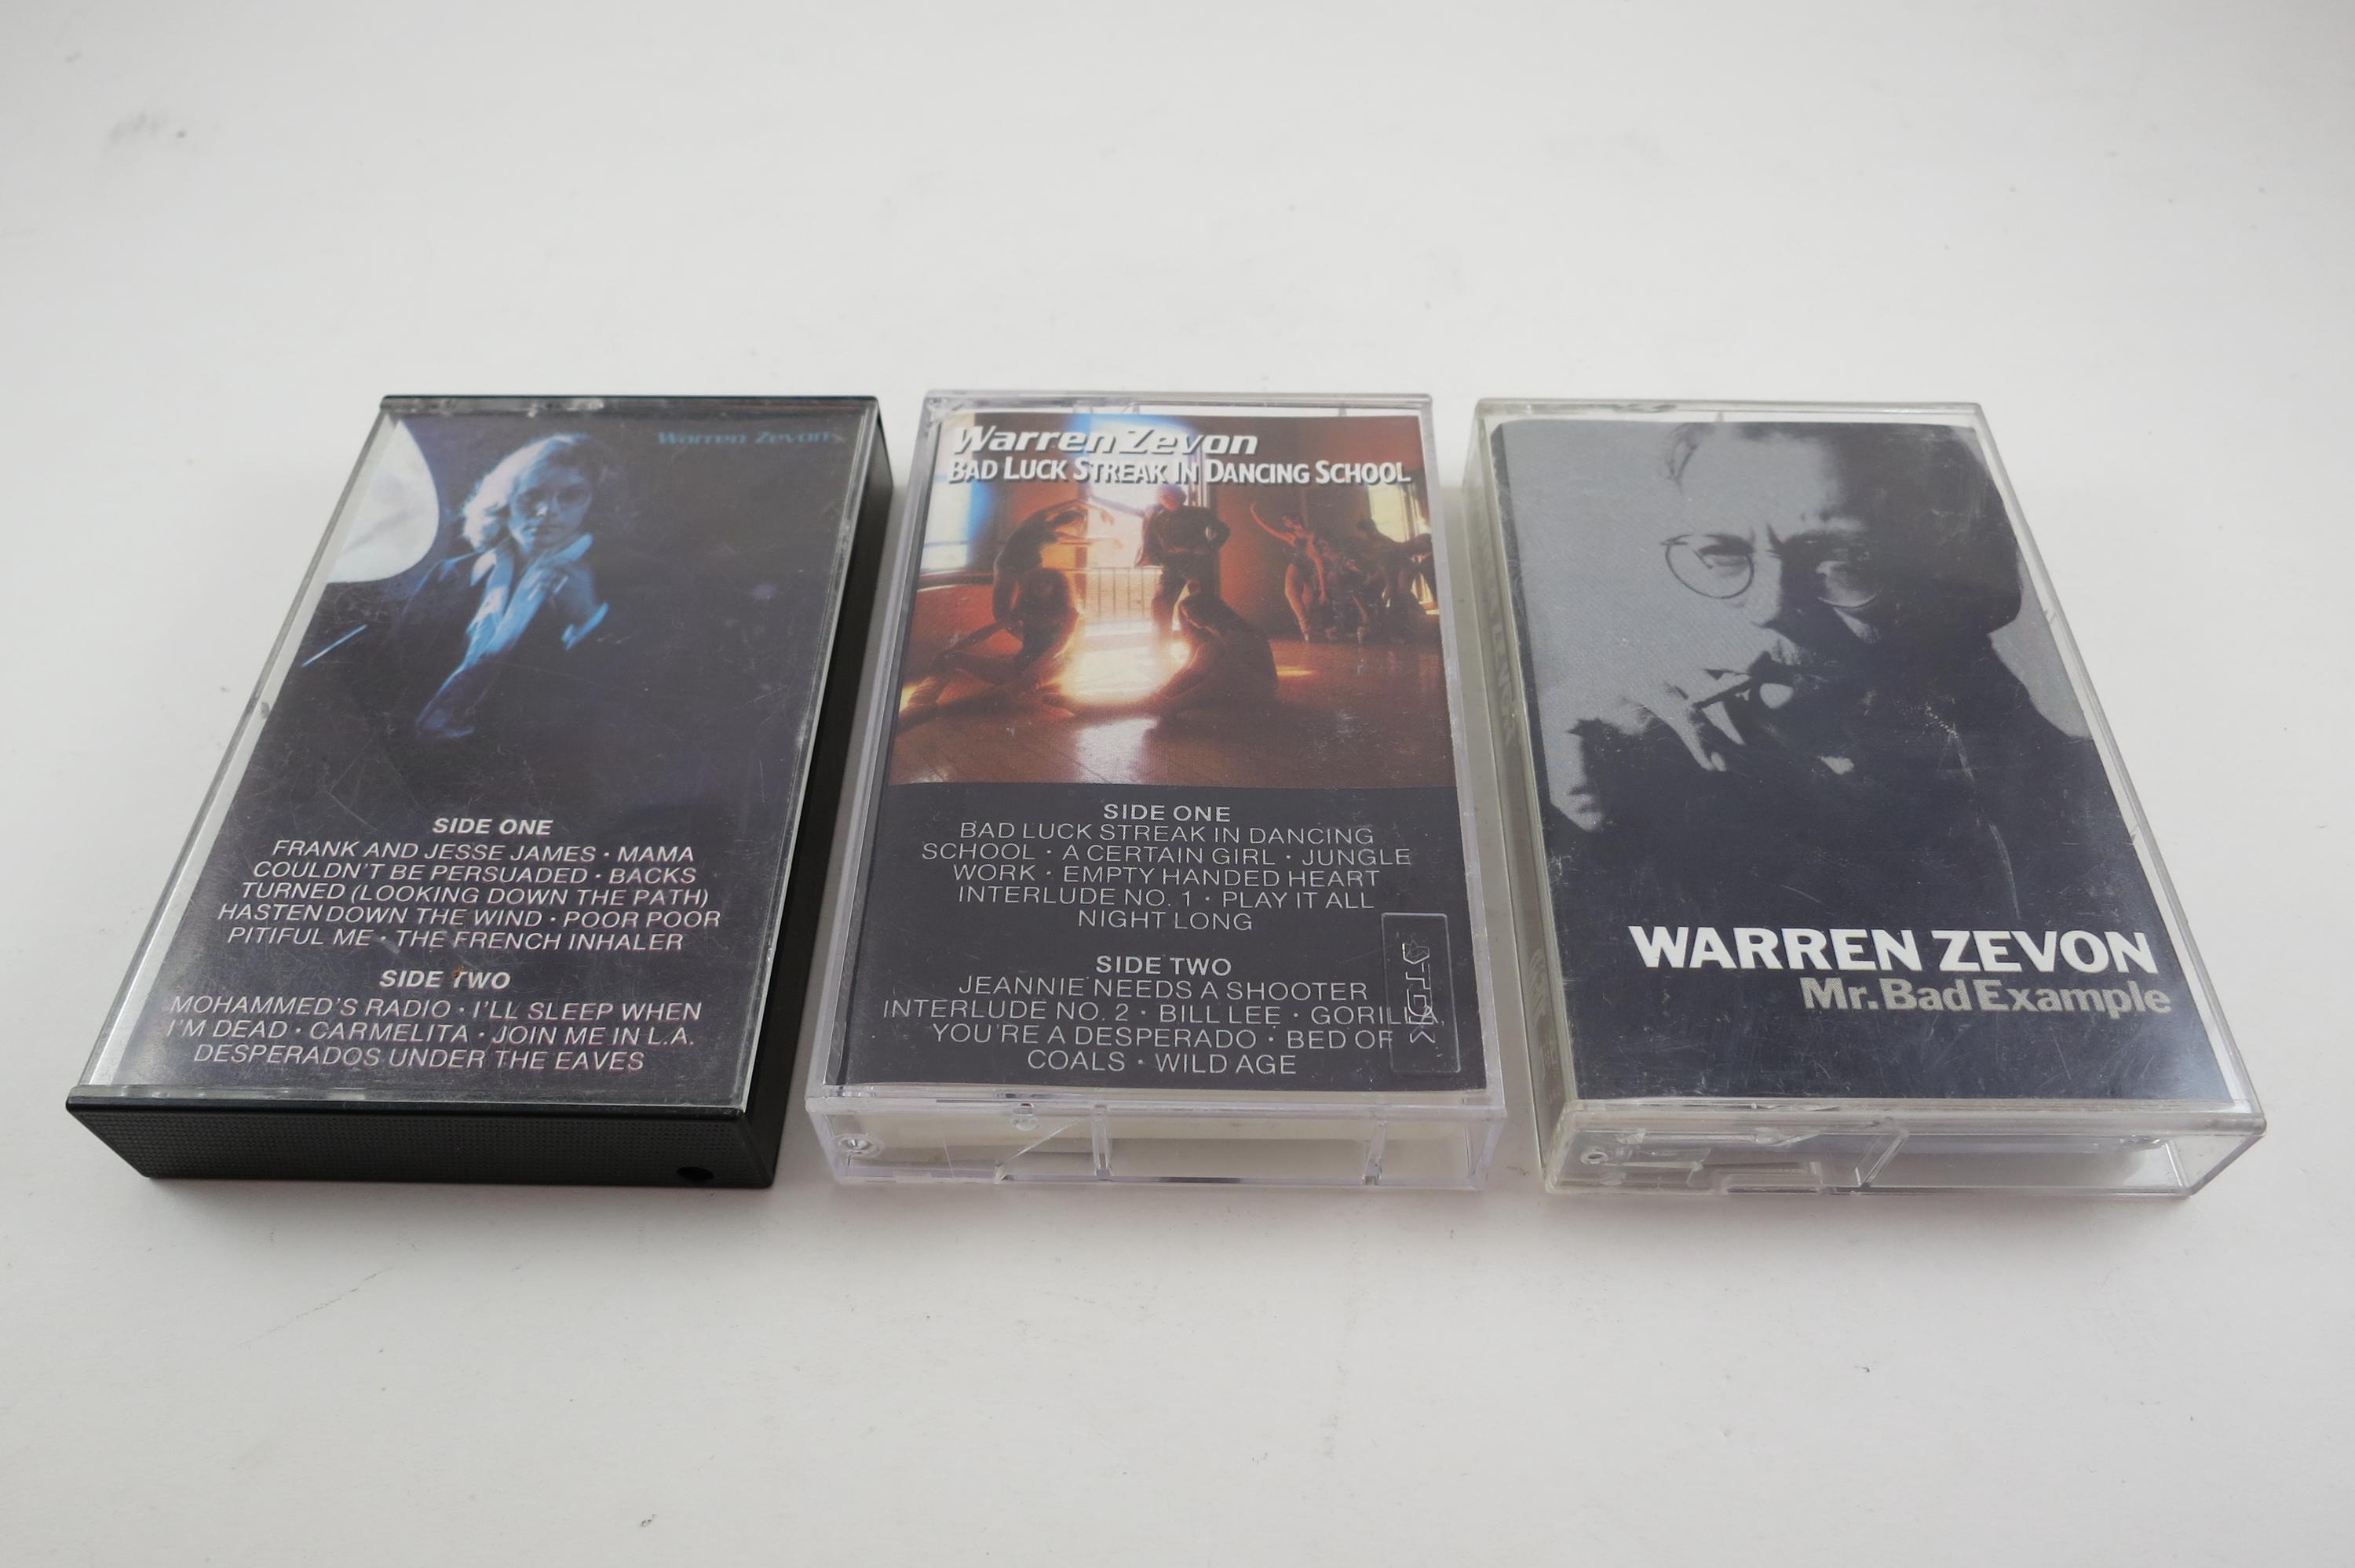 Warren Zevon
SIDE ONE
FRANK AND JESSE JAMES • MAMA
COULDN'T BE PERSUADED • BACKS
TURNED (LOOKING DOWN THE PATH)
HASTEN DOWN THE WIND • POOR POOR
PITIFUL ME • THE FRENCH INHALER
SIDE TWO
MOHAMMED'S RADIO • I'LL SLEEP WHEN
I'M DEAD • CARMELITA • JOIN ME IN L.A.
DESPERADOS UNDER THE EAVES
Warren Zevon
BAD LUCK STREAK IN DANCING SCHOOL
SIDE ONE
BAD LUCK STREAK IN DANCING
SCHOOL • A CERTAIN GIRL • JUNGLE
WORK • EMPTY HANDED HEART
INTERLUDE NO. 1 • PLAY IT ALL
NIGHT LONG
SIDE TWO
JEANNIE NEEDS A SHOOTER
INTERLUDE NO. 2 • BILL LEE • GORILLA,
YOU'RE A DESPERADO • BED OF
COALS • WILD AGE
TDK
WARREN ZEVON
Mr. Bad Example